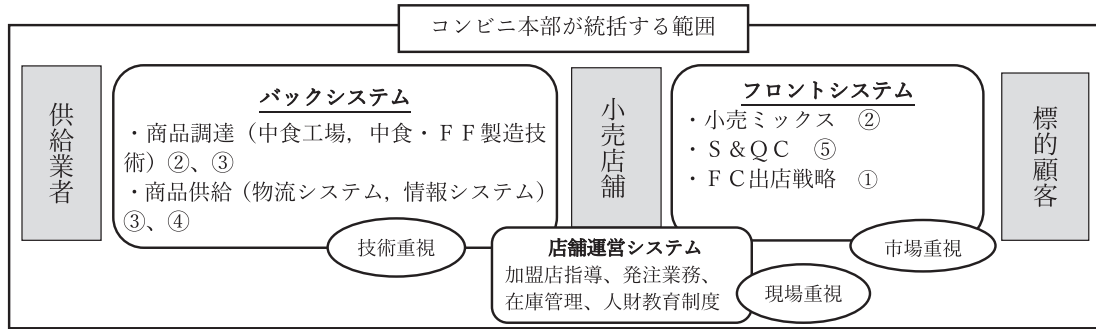 コンビニ本部が統括する範囲
供給業者
バックシステム
・商品調達（中食工場，中食・ＦＦ製造技
術）②、③
・商品供給（物流システム，情報システム）
③、④
技術重視
小売店舗
フロントシステム
・小売ミックス　②
・Ｓ＆ＱＣ　⑤
・ＦＣ出店戦略　①
市場重視
標的顧客
店舗運営システム
加盟店指導、発注業務、
在庫管理、人財教育制度
現場重視